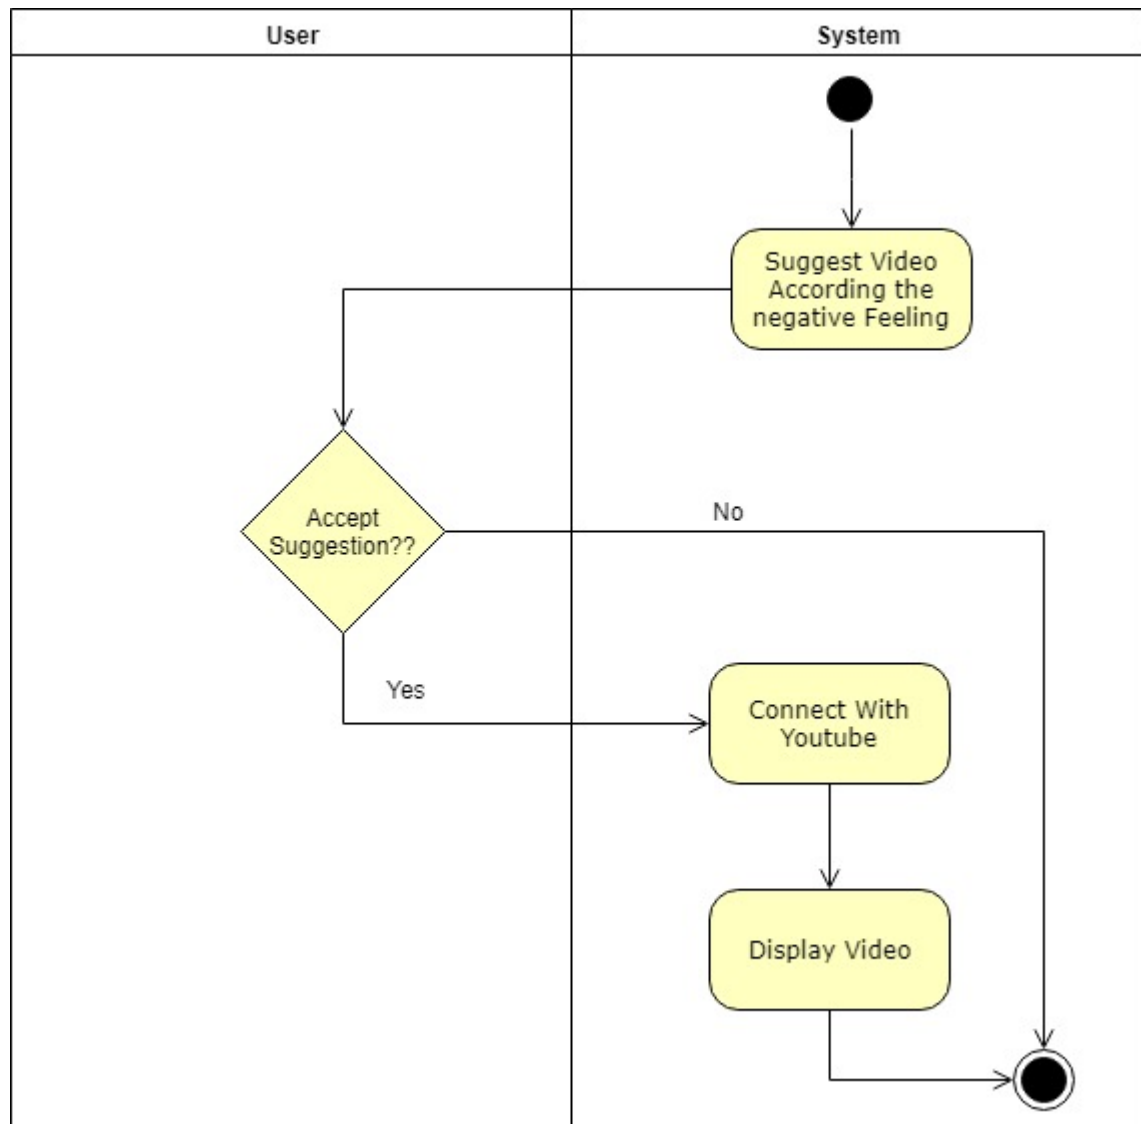 User
System
Suggest Video
According the
negative Feeling
Accept
Suggestion??
No
Yes
Connect With
Youtube
Display Video